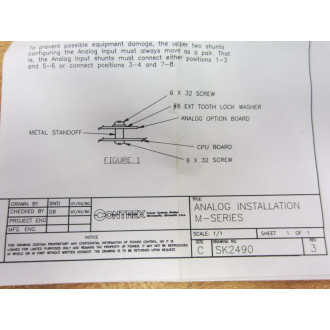 To prevent possible equipment damage, the upper two shunts
configuring the Analog Input must always move as a pair. That
is, the Analog Input shunts must connect either positions 1-2
and 5-6 or connect positions 3-4 and 7-8.
6 X 32 SCREW
#6 EXT TOOTH LOCK WASHER
ANALOG OPTION BOARD
METAL STANDOFF
CPU BOARD
6 X 32 SCREW
FIGURE 1
DRAWN BY BWD
CHECKED BY DB
PROJECT ENG.
MFG. ENG.
CONTREX
TITLE
ANALOG INSTALLATION
M-SERIES
SCALE: 1/1 SHEET 1 OF 1
SIZE C DRAWING NO. SK2490 REV 3
NOTICE